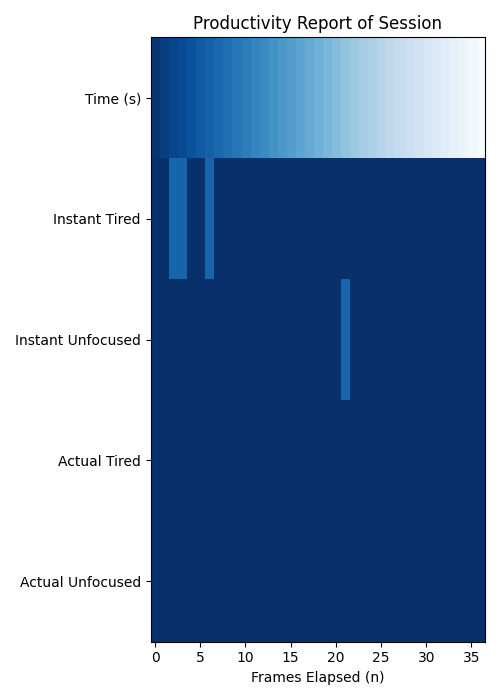 Productivity Report of Session
Time (s)
Instant Tired
Instant Unfocused
Actual Tired
Actual Unfocused
0 5 10 15 20 25 30 35
Frames Elapsed (n)